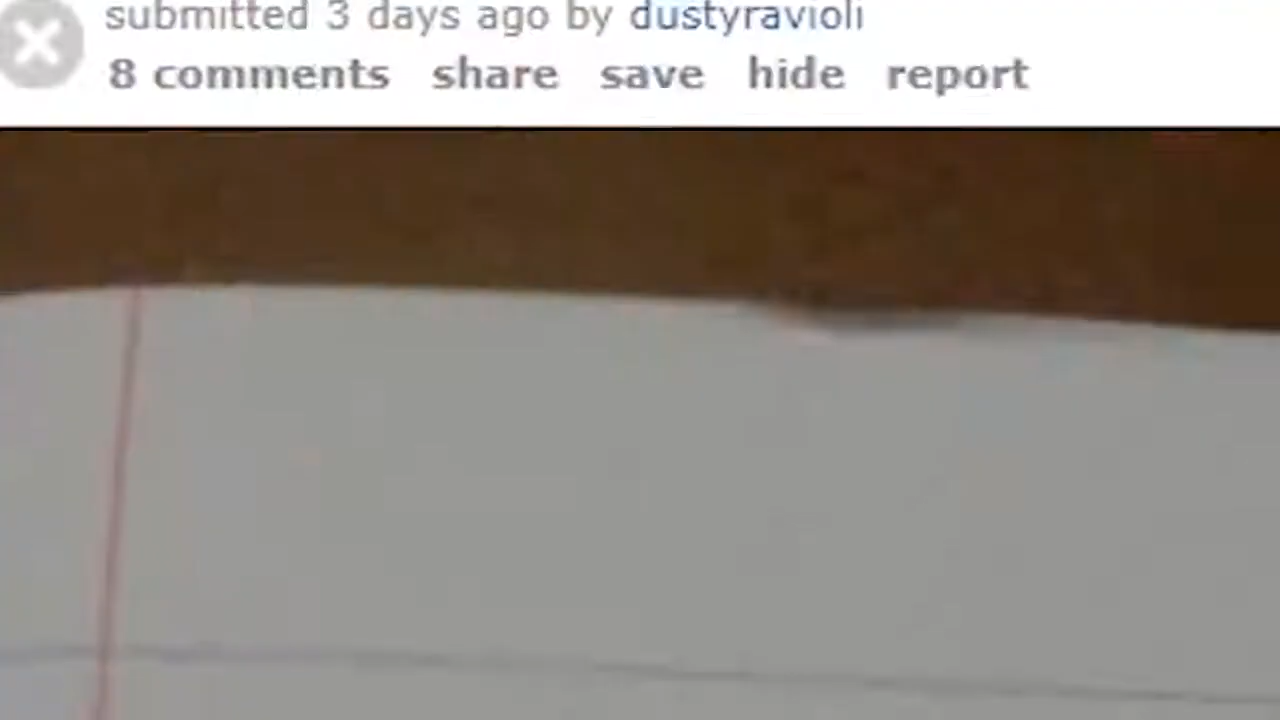 submitted 3 days ago by dustyravioli
8 comments share save hide report